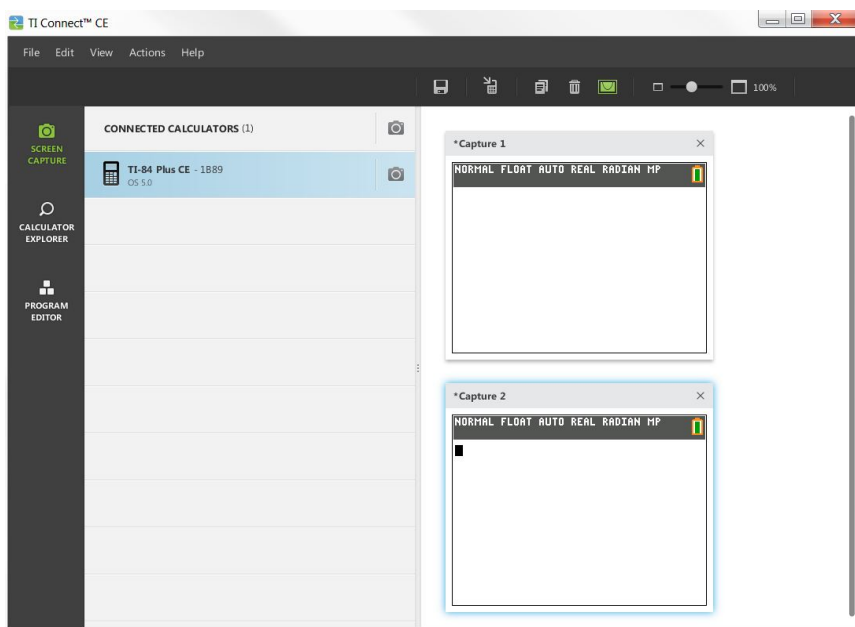 TI Connect™ CE
File Edit View Actions Help
100%
SCREEN
CAPTURE
CALCULATOR
EXPLORER
PROGRAM
EDITOR
CONNECTED CALCULATORS (1)
TI-84 Plus CE - 1B89
OS 5.0
*Capture 1
NORMAL FLOAT AUTO REAL RADIAN MP
*Capture 2
NORMAL FLOAT AUTO REAL RADIAN MP